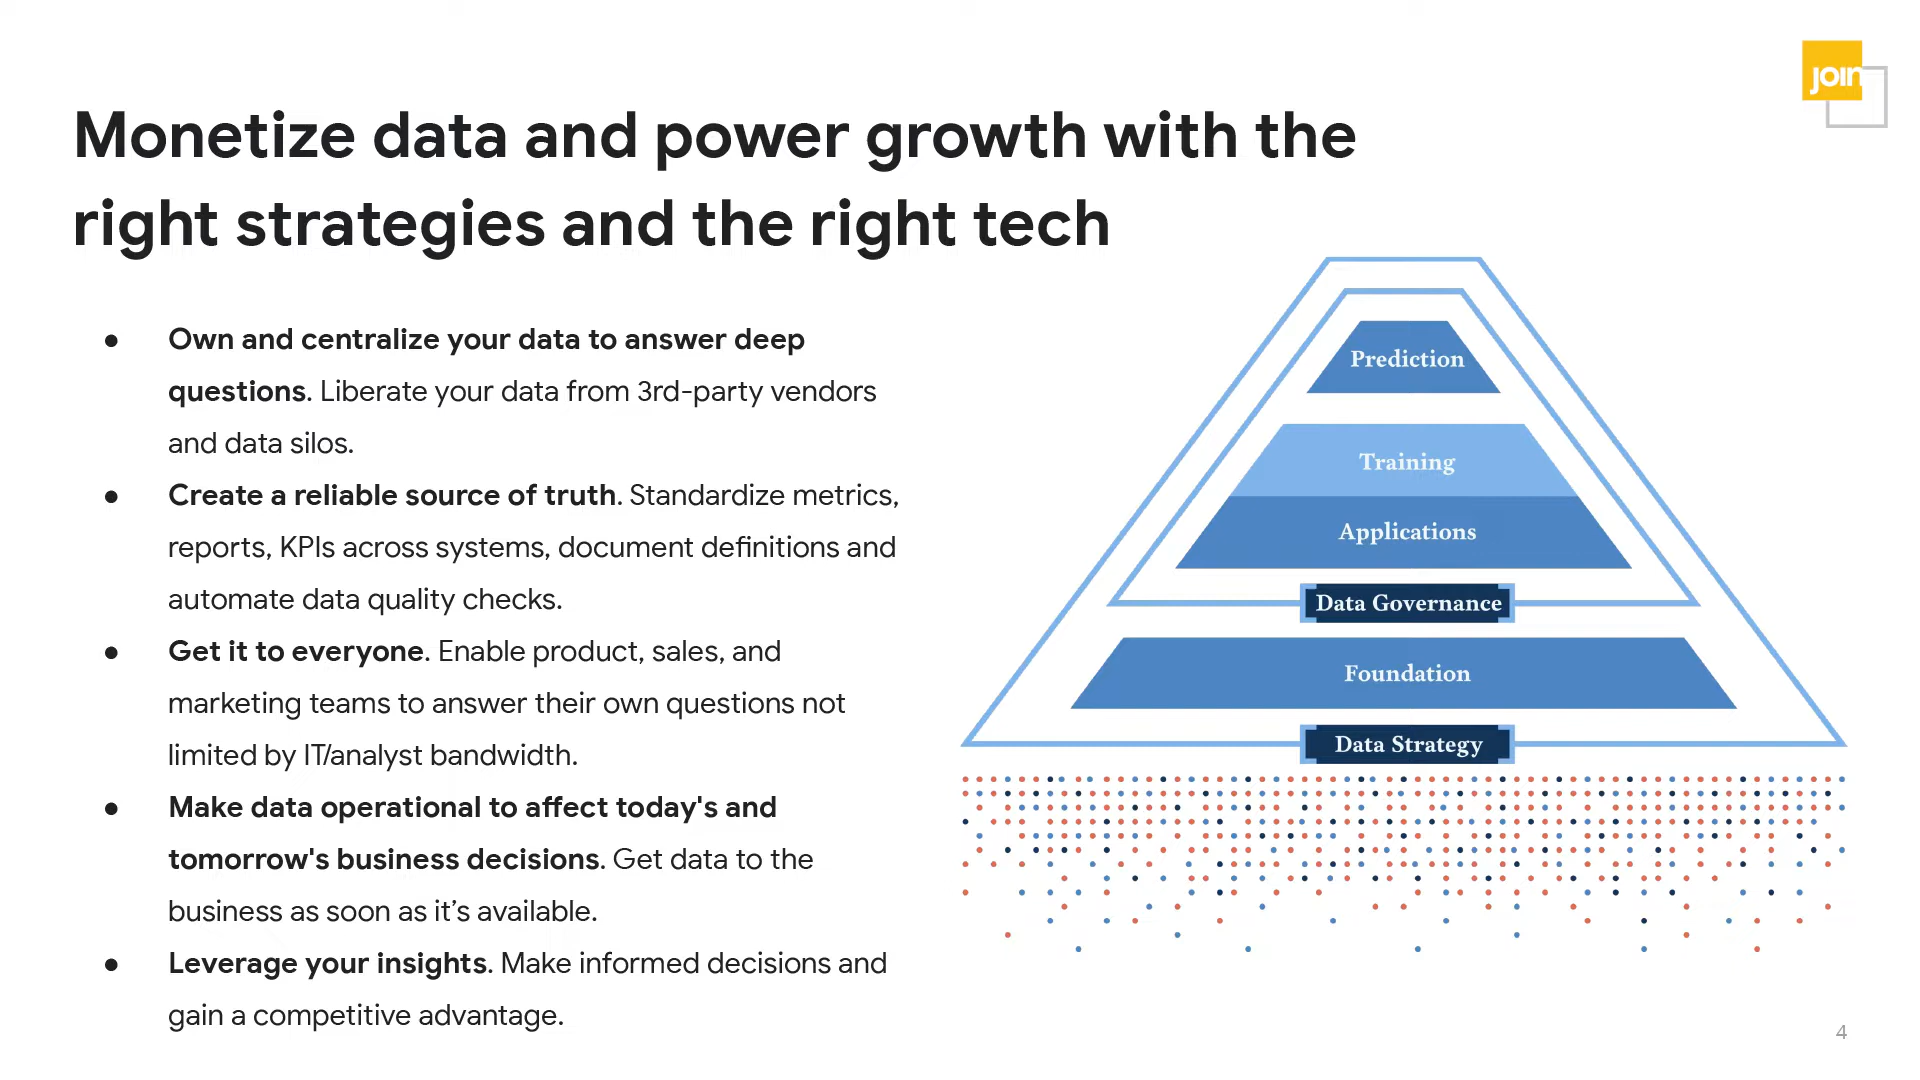 join
Monetize data and power growth with the
right strategies and the right tech
● Own and centralize your data to answer deep
questions. Liberate your data from 3rd-party vendors
and data silos.
● Create a reliable source of truth. Standardize metrics,
reports, KPIs across systems, document definitions and
automate data quality checks.
● Get it to everyone. Enable product, sales, and
marketing teams to answer their own questions not
limited by IT/analyst bandwidth.
● Make data operational to affect today's and
tomorrow's business decisions. Get data to the
business as soon as it’s available.
● Leverage your insights. Make informed decisions and
gain a competitive advantage.
Prediction
Training
Applications
Data Governance
Foundation
Data Strategy
4